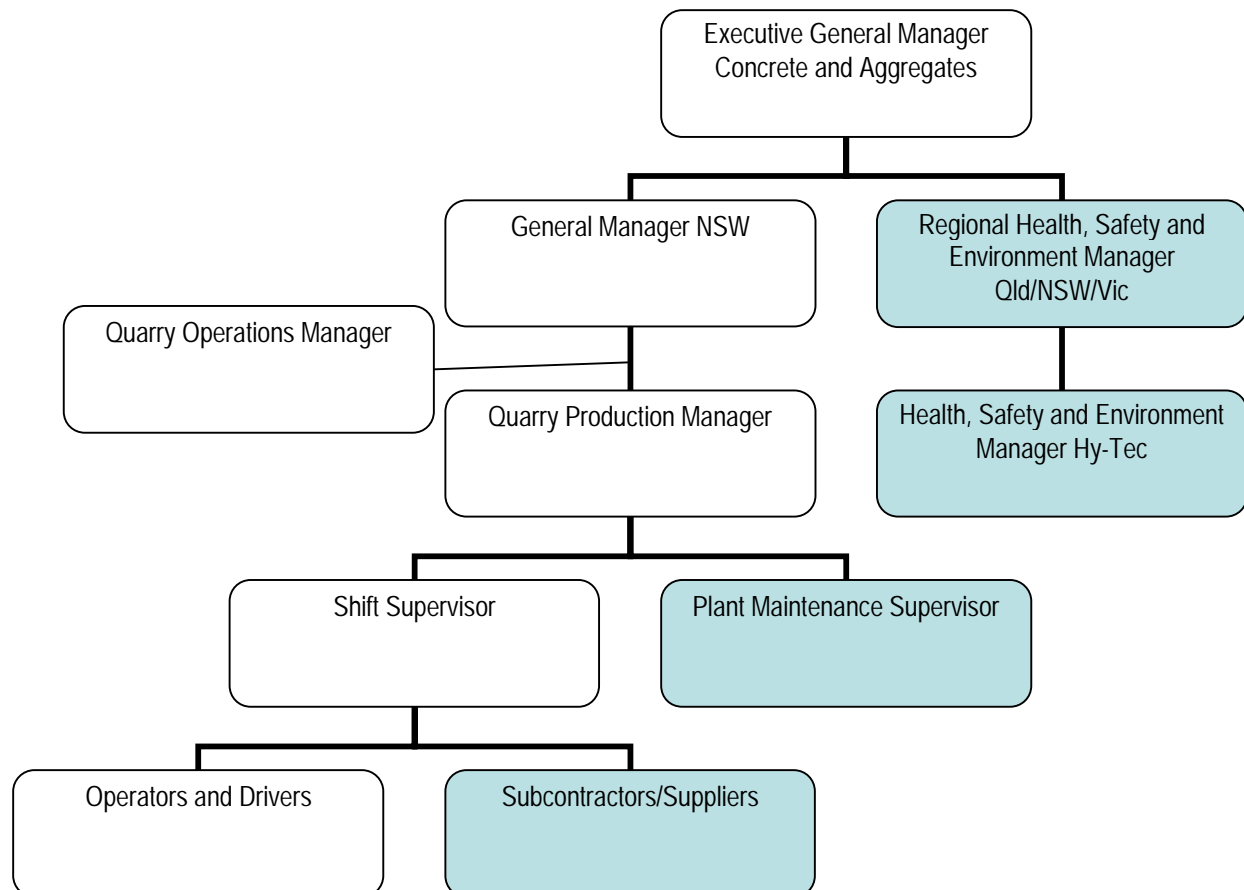 Executive General Manager
Concrete and Aggregates
General Manager NSW
Regional Health, Safety and
Environment Manager
Qld/NSW/Vic
Quarry Operations Manager
Quarry Production Manager
Health, Safety and Environment
Manager Hy-Tec
Shift Supervisor
Plant Maintenance Supervisor
Operators and Drivers
Subcontractors/Suppliers